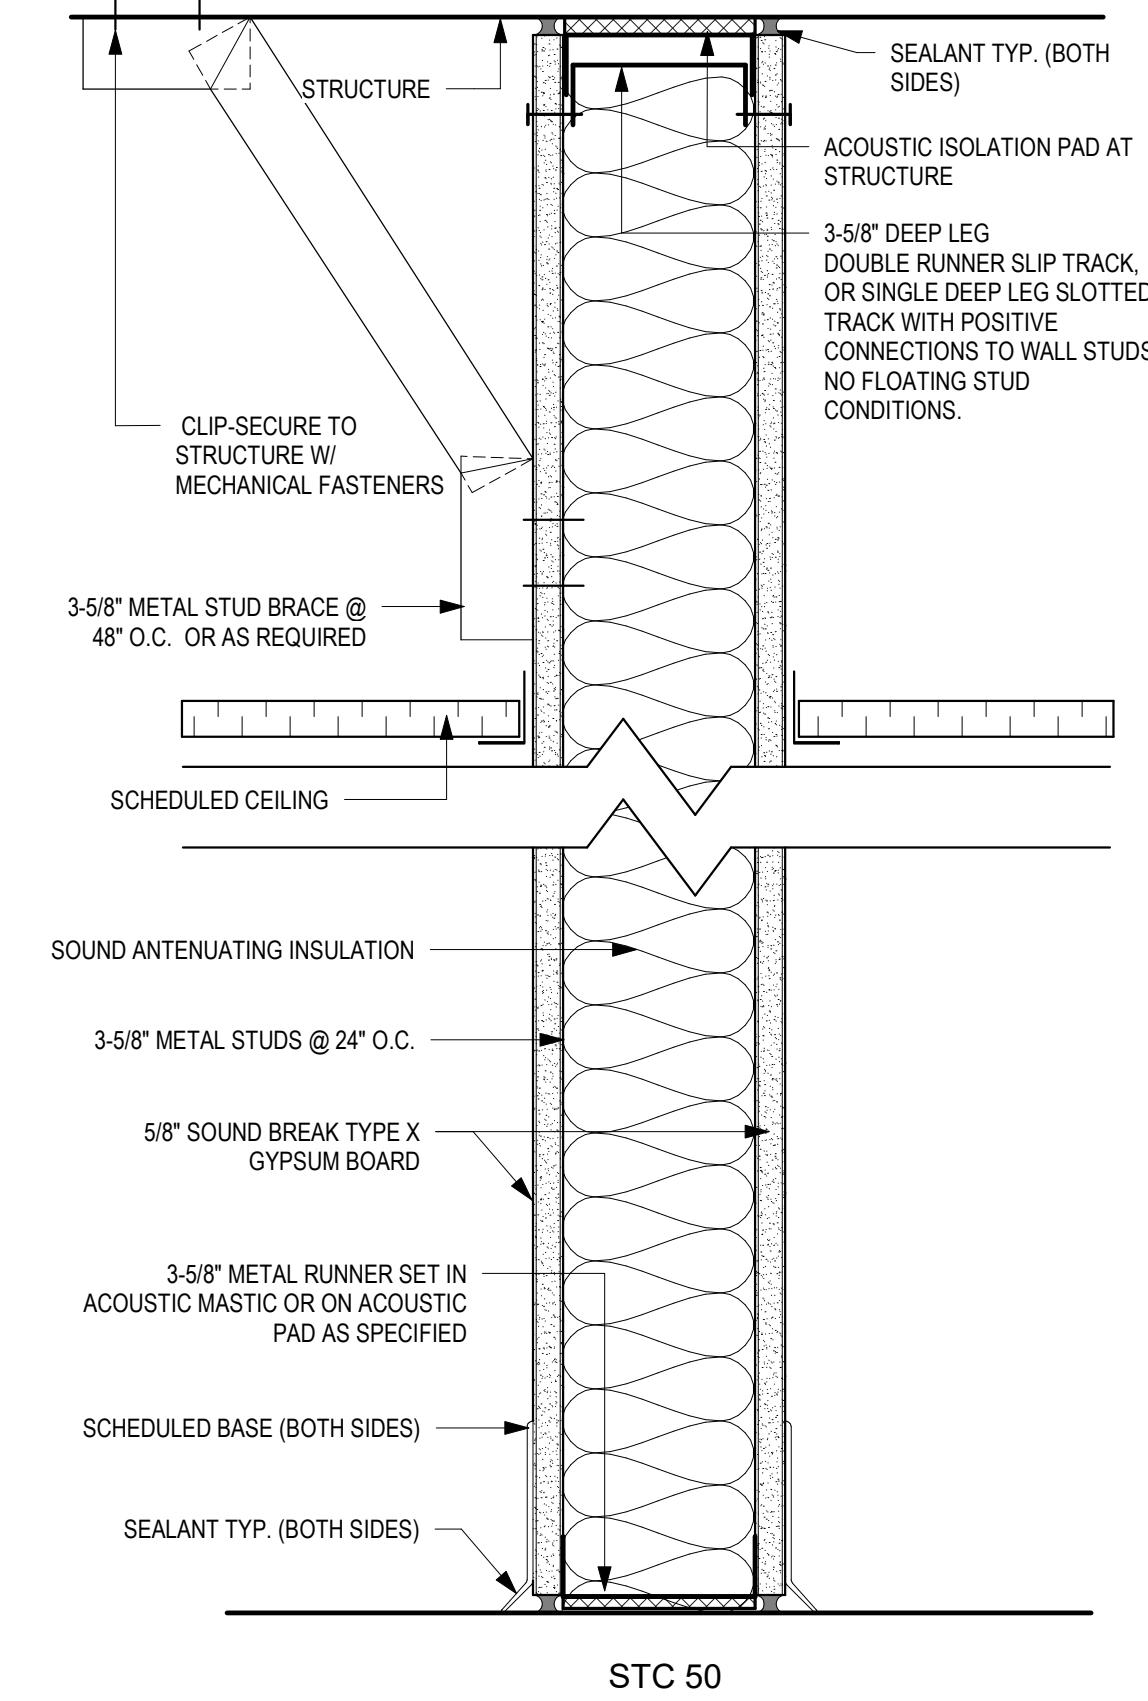 STRUCTURE
SEALANT TYP. (BOTH
SIDES)
ACOUSTIC ISOLATION PAD AT
STRUCTURE
3-5/8" DEEP LEG
DOUBLE RUNNER SLIP TRACK,
OR SINGLE DEEP LEG SLOTTED
TRACK WITH POSITIVE
CONNECTIONS TO WALL STUDS
NO FLOATING STUD
CONDITIONS.
CLIP-SECURE TO
STRUCTURE W/
MECHANICAL FASTENERS
3-5/8" METAL STUD BRACE @
48" O.C. OR AS REQUIRED
SCHEDULED CEILING
SOUND ANTENUATING INSULATION
3-5/8" METAL STUDS @ 24" O.C.
5/8" SOUND BREAK TYPE X
GYPSUM BOARD
3-5/8" METAL RUNNER SET IN
ACOUSTIC MASTIC OR ON ACOUSTIC
PAD AS SPECIFIED
SCHEDULED BASE (BOTH SIDES)
SEALANT TYP. (BOTH SIDES)
STC 50